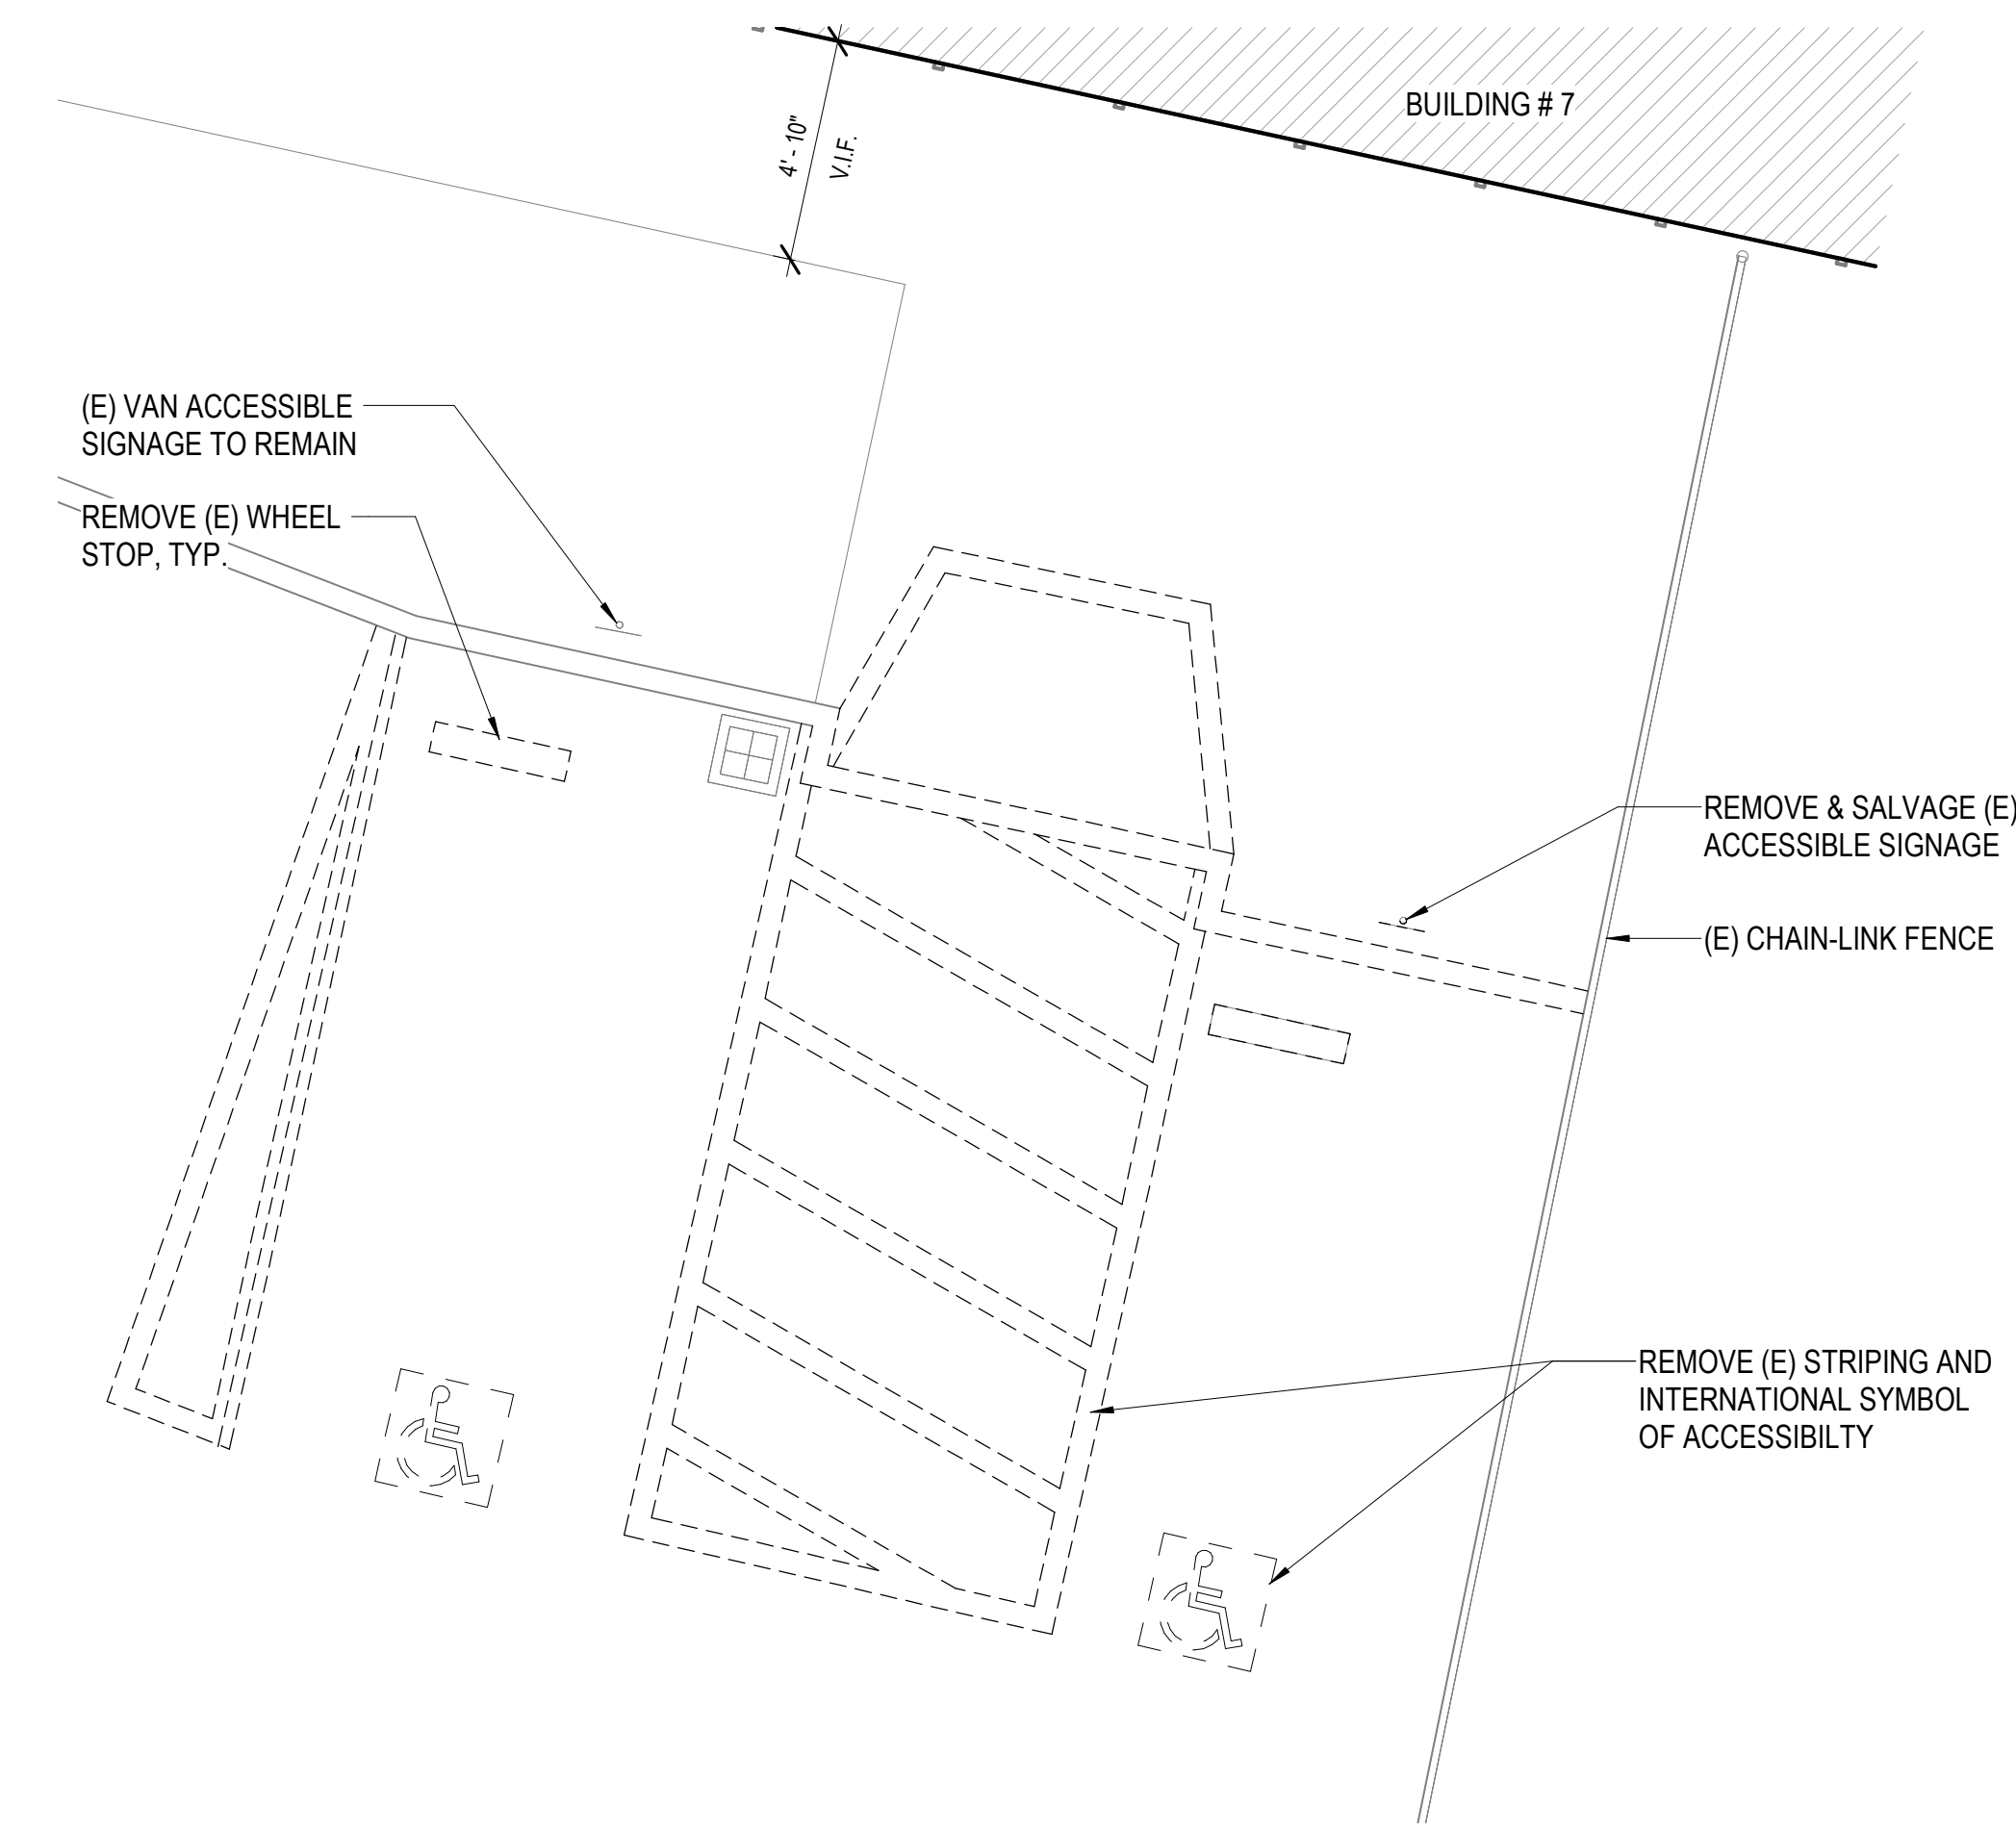 BUILDING # 7
4' - 10"
V.I.F.
(E) VAN ACCESSIBLE
SIGNAGE TO REMAIN
REMOVE (E) WHEEL
STOP, TYP.
REMOVE & SALVAGE (E)
ACCESSIBLE SIGNAGE
(E) CHAIN-LINK FENCE
REMOVE (E) STRIPING AND
INTERNATIONAL SYMBOL
OF ACCESSIBILTY